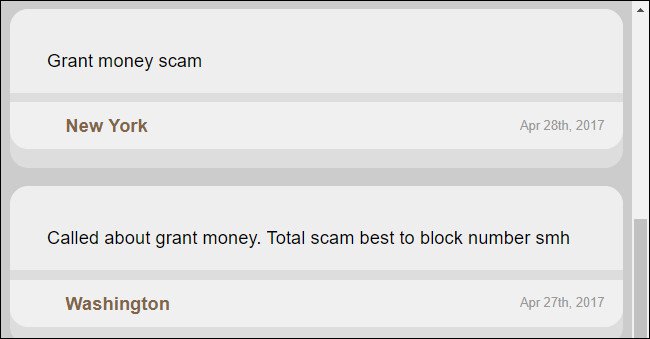 Grant money scam
New York
Apr 28th, 2017
Called about grant money. Total scam best to block number smh
Washington
Apr 27th, 2017